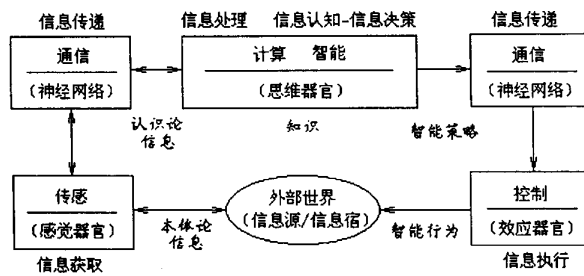 信息传递
信息处理 信息认知-信息决策
信息传递
通信
(神经网络)
计算 智能
(思维器官)
通信
(神经网络)
认识论
信息
知识
智能策略
传感
(感觉器官)
本体论
信息
外部世界
(信息源/信息宿)
智能行为
控制
(效应器官)
信息获取
信息执行